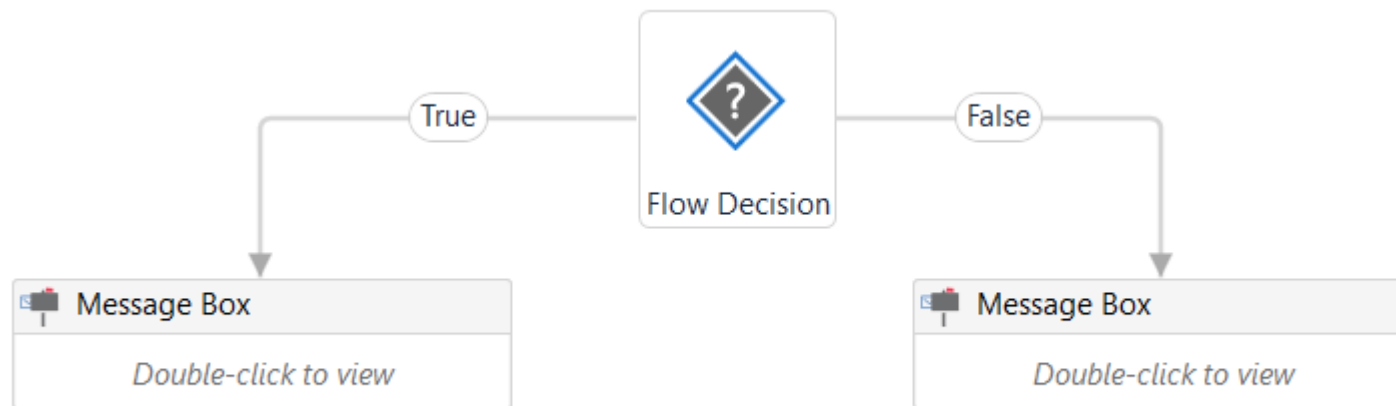 True
False
?
Flow Decision
Message Box
Message Box
Double-click to view
Double-click to view